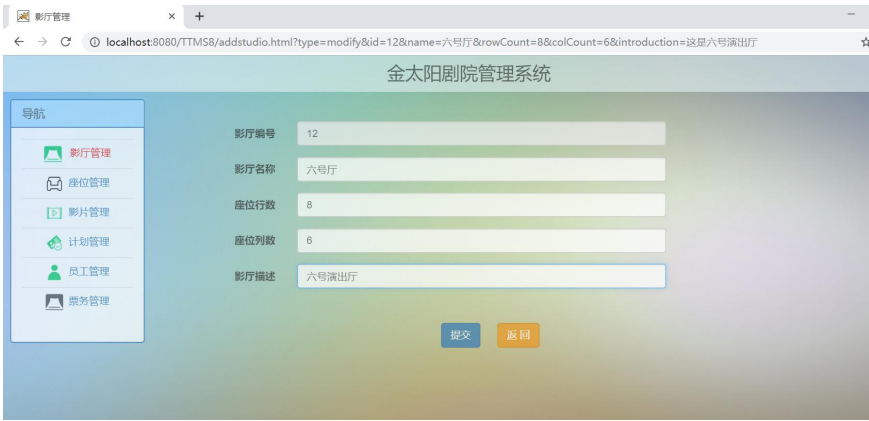 影厅管理
localhost:8080/TTMS8/addstudio.html?type=modify&id=12&name=六号厅&rowCount=8&colCount=6&introduction=这是六号演出厅
金太阳剧院管理系统
导航
影厅管理
座位管理
影片管理
计划管理
员工管理
票务管理
影厅编号 12
影厅名称 六号厅
座位行数 8
座位列数 6
影厅描述 六号演出厅
提交 返回